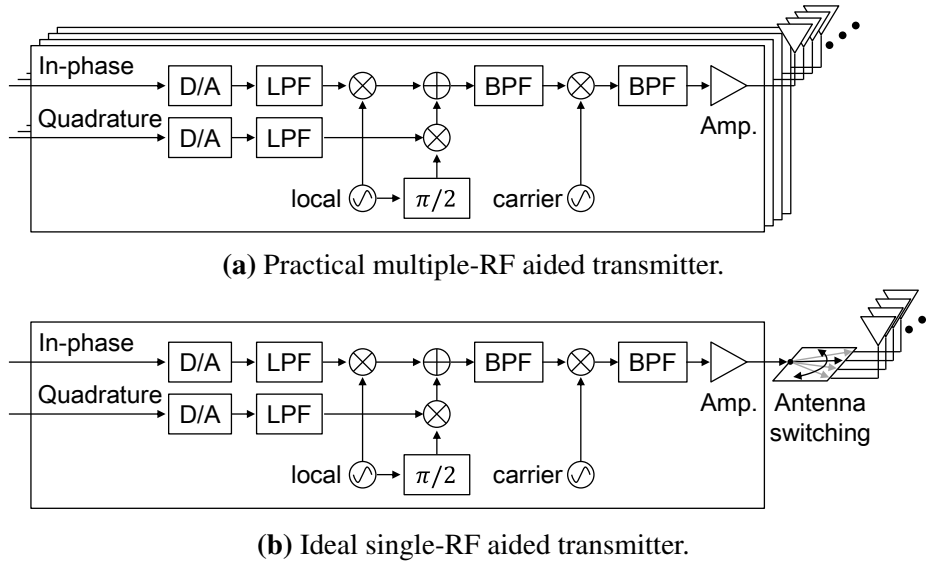 In-phase
D/A LPF BPF BPF
Quadrature
D/A LPF Amp.
local π/2 carrier
(a) Practical multiple-RF aided transmitter.
In-phase
D/A LPF BPF BPF
Quadrature
D/A LPF Amp. Antenna
switching
local π/2 carrier
(b) Ideal single-RF aided transmitter.